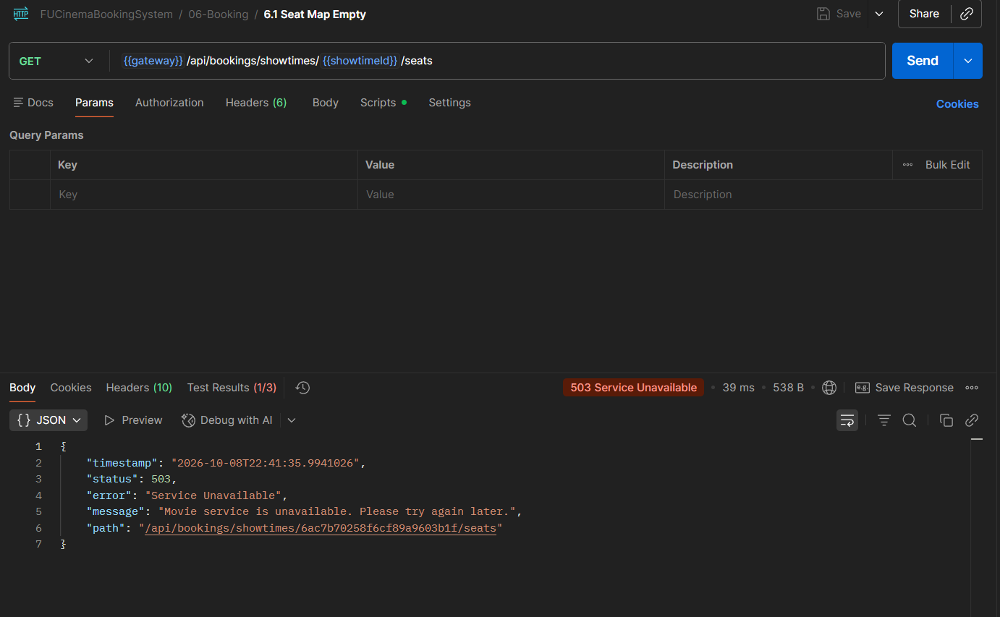 HTTP FUCinemaBookingSystem / 06-Booking / 6.1 Seat Map Empty Save Share
GET {{gateway}} /api/bookings/showtimes/ {{showtimeId}} /seats Send
Docs Params Authorization Headers (6) Body Scripts Settings Cookies
Query Params
Key Value Description Bulk Edit
Key Value Description
Body Cookies Headers (10) Test Results (1/3) 503 Service Unavailable 39 ms 538 B e.g. Save Response
{} JSON Preview Debug with AI
1 {
2 "timestamp": "2026-10-08T22:41:35.9941026",
3 "status": 503,
4 "error": "Service Unavailable",
5 "message": "Movie service is unavailable. Please try again later.",
6 "path": "/api/bookings/showtimes/6ac7b70258f6cf89a9603b1f/seats"
7 }